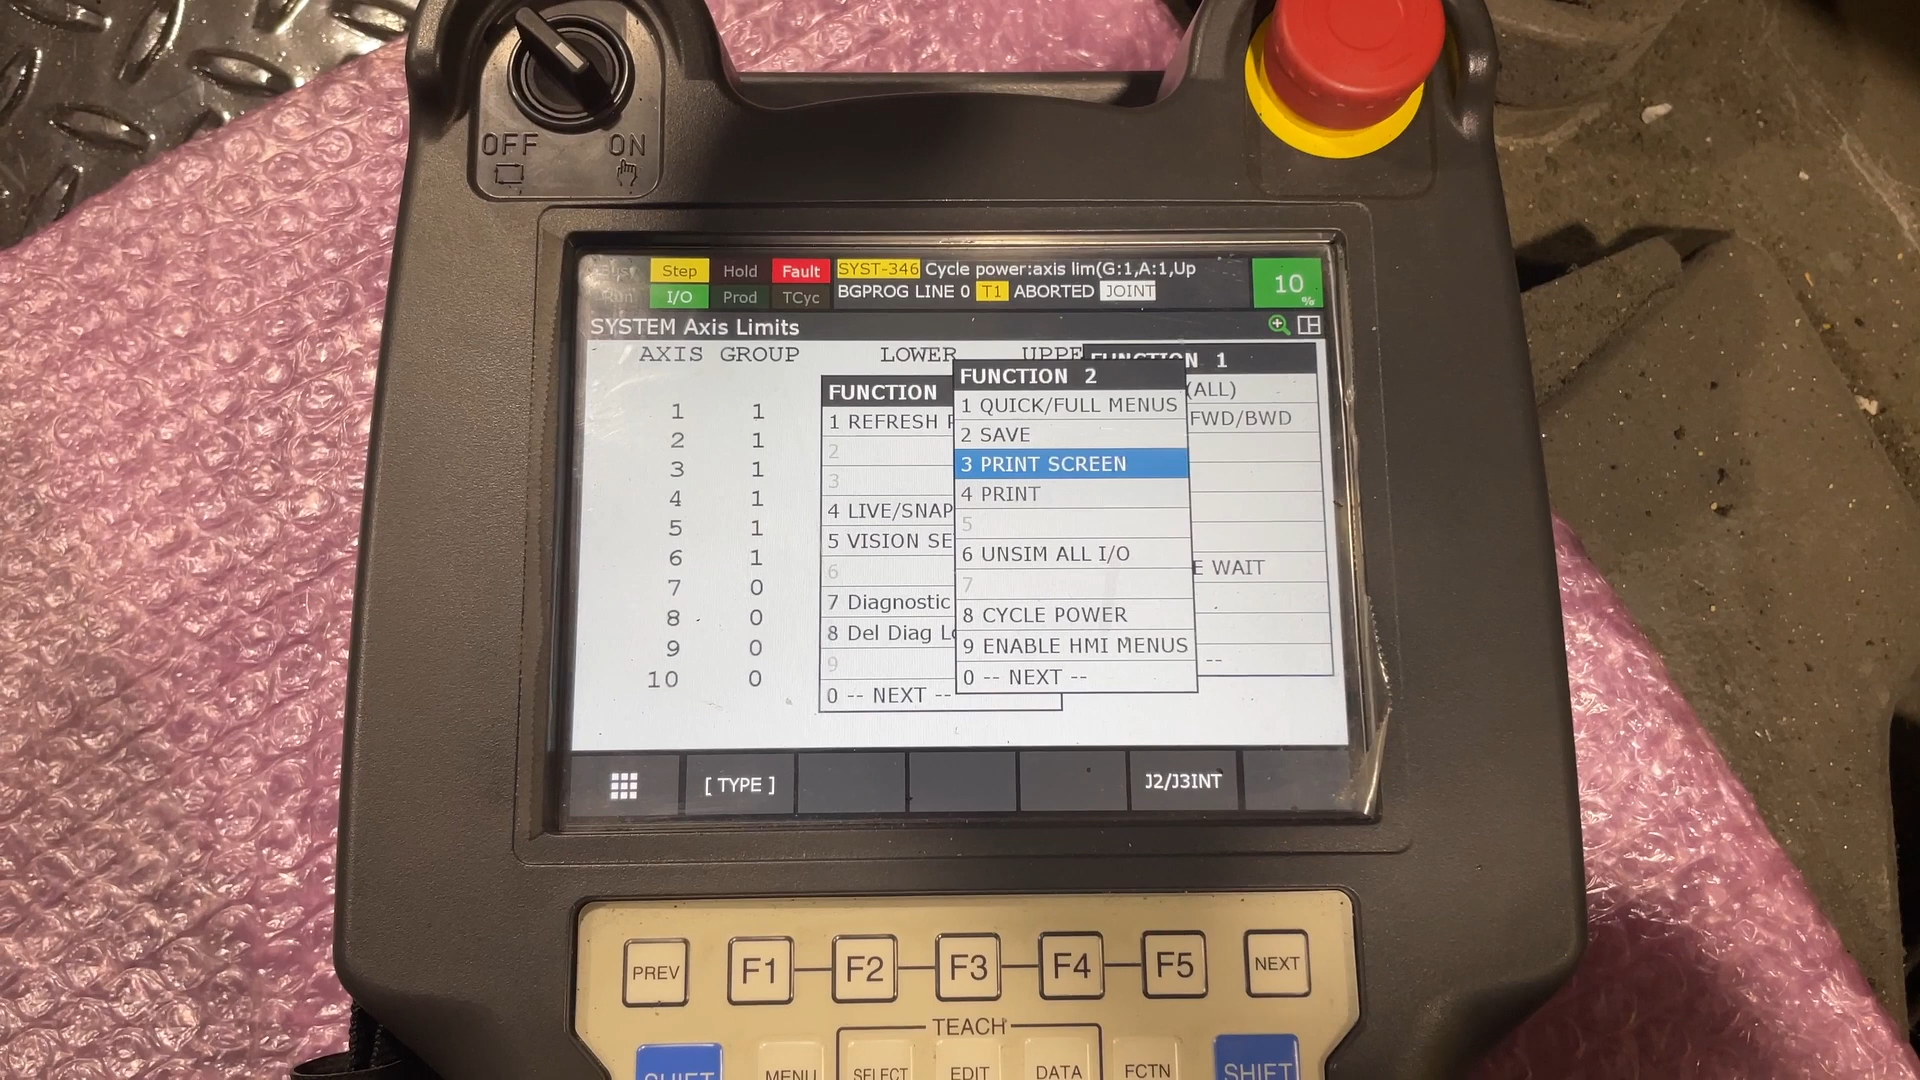 OFF ON
Step Hold Fault SYST-346 Cycle power:axis lim(G:1,A:1,Up
I/O Prod TCyc BGPROG LINE 0 T1 ABORTED JOINT
10 %
SYSTEM Axis Limits
AXIS GROUP LOWER UPPE
1 1
2 1
3 1
4 1
5 1
6 1
7 0
8 0
9 0
10 0
FUNCTION
1 REFRESH
2
3
4 LIVE/SNAP
5 VISION SE
6
7 Diagnostic
8 Del Diag
9
0 -- NEXT --
FUNCTION 2
1 QUICK/FULL MENUS
2 SAVE
3 PRINT SCREEN
4 PRINT
5
6 UNSIM ALL I/O
7
8 CYCLE POWER
9 ENABLE HMI MENUS
0 -- NEXT --
FUNCTION 1
(ALL)
FWD/BWD
E WAIT
--
[ TYPE ] J2/J3INT
PREV F1 F2 F3 F4 F5 NEXT
TEACH
SHIFT MENU SELECT EDIT DATA FCTN SHIFT